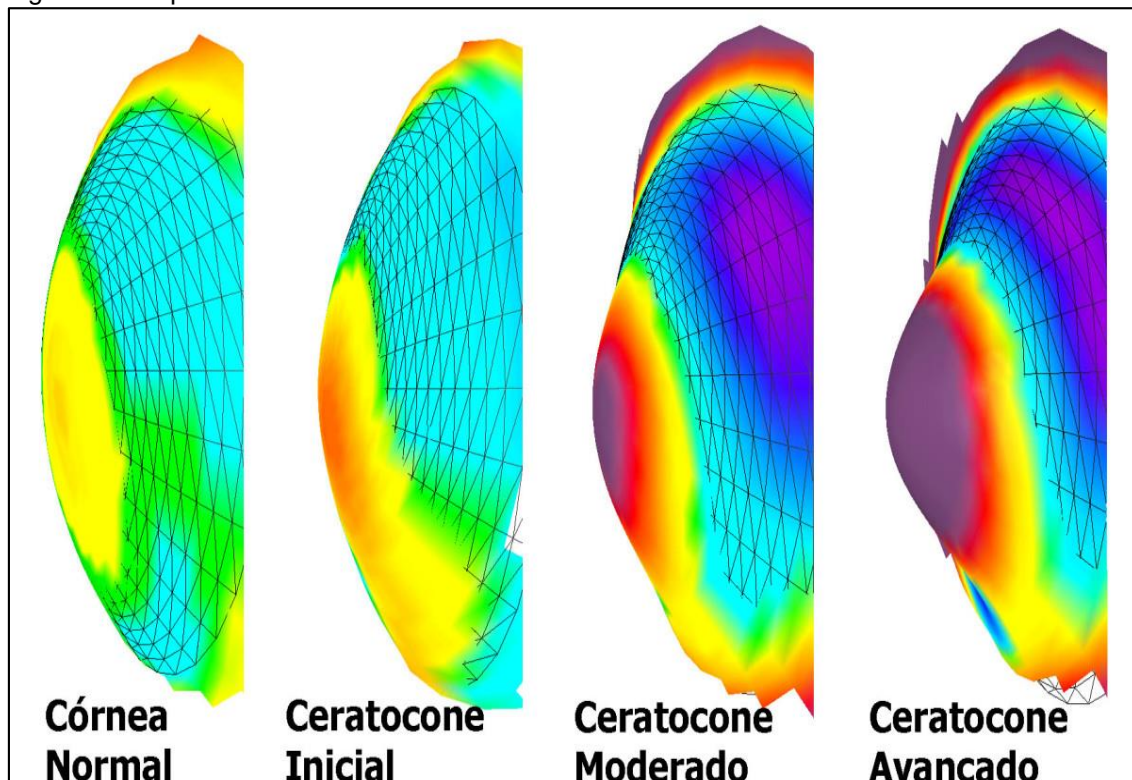 Córnea
Normal
Ceratocone
Inicial
Ceratocone
Moderado
Ceratocone
Avançado